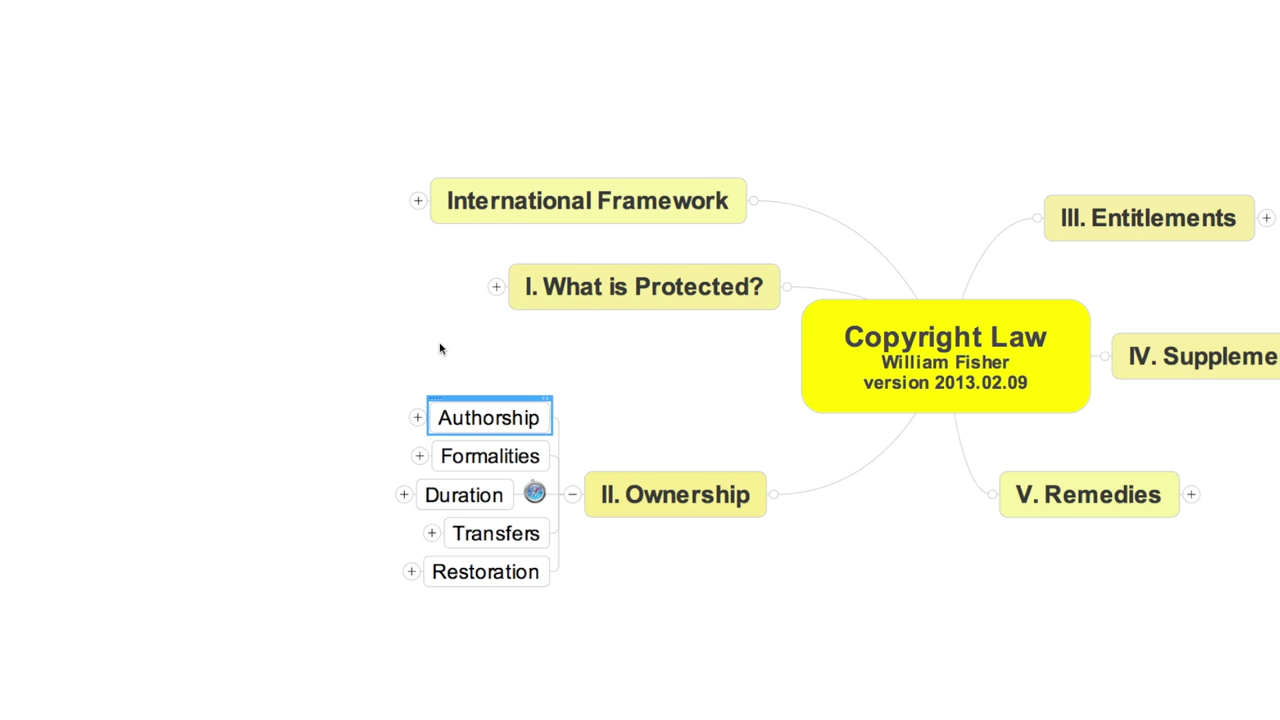 International Framework
III. Entitlements
I. What is Protected?
Copyright Law
William Fisher
version 2013.02.09
IV. Suppleme
Authorship
Formalities
Duration
Transfers
Restoration
II. Ownership
V. Remedies